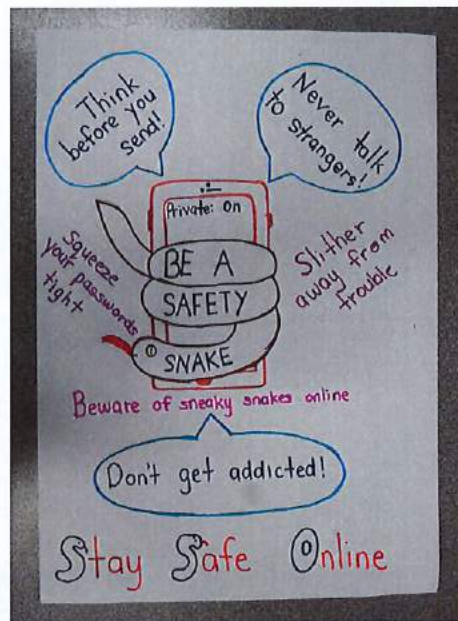 Think
before you
send!
Never talk
to strangers!
Private: On
Squeeze
your passwords
tight
BE A
SAFETY
SNAKE
Slither
away from
trouble
Beware of sneaky snakes online
Don't get addicted!
Stay Safe Online